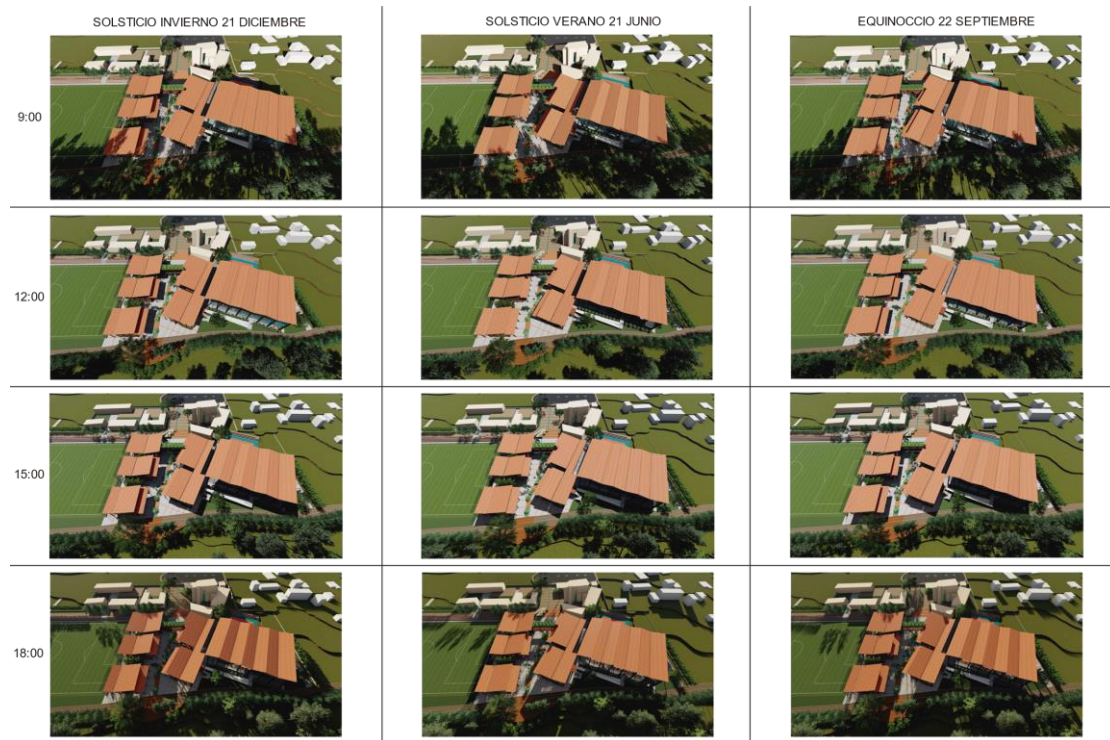 SOLSTICIO INVIERNO 21 DICIEMBRE
SOLSTICIO VERANO 21 JUNIO
EQUINOCCIO 22 SEPTIEMBRE
9:00
12:00
15:00
18:00